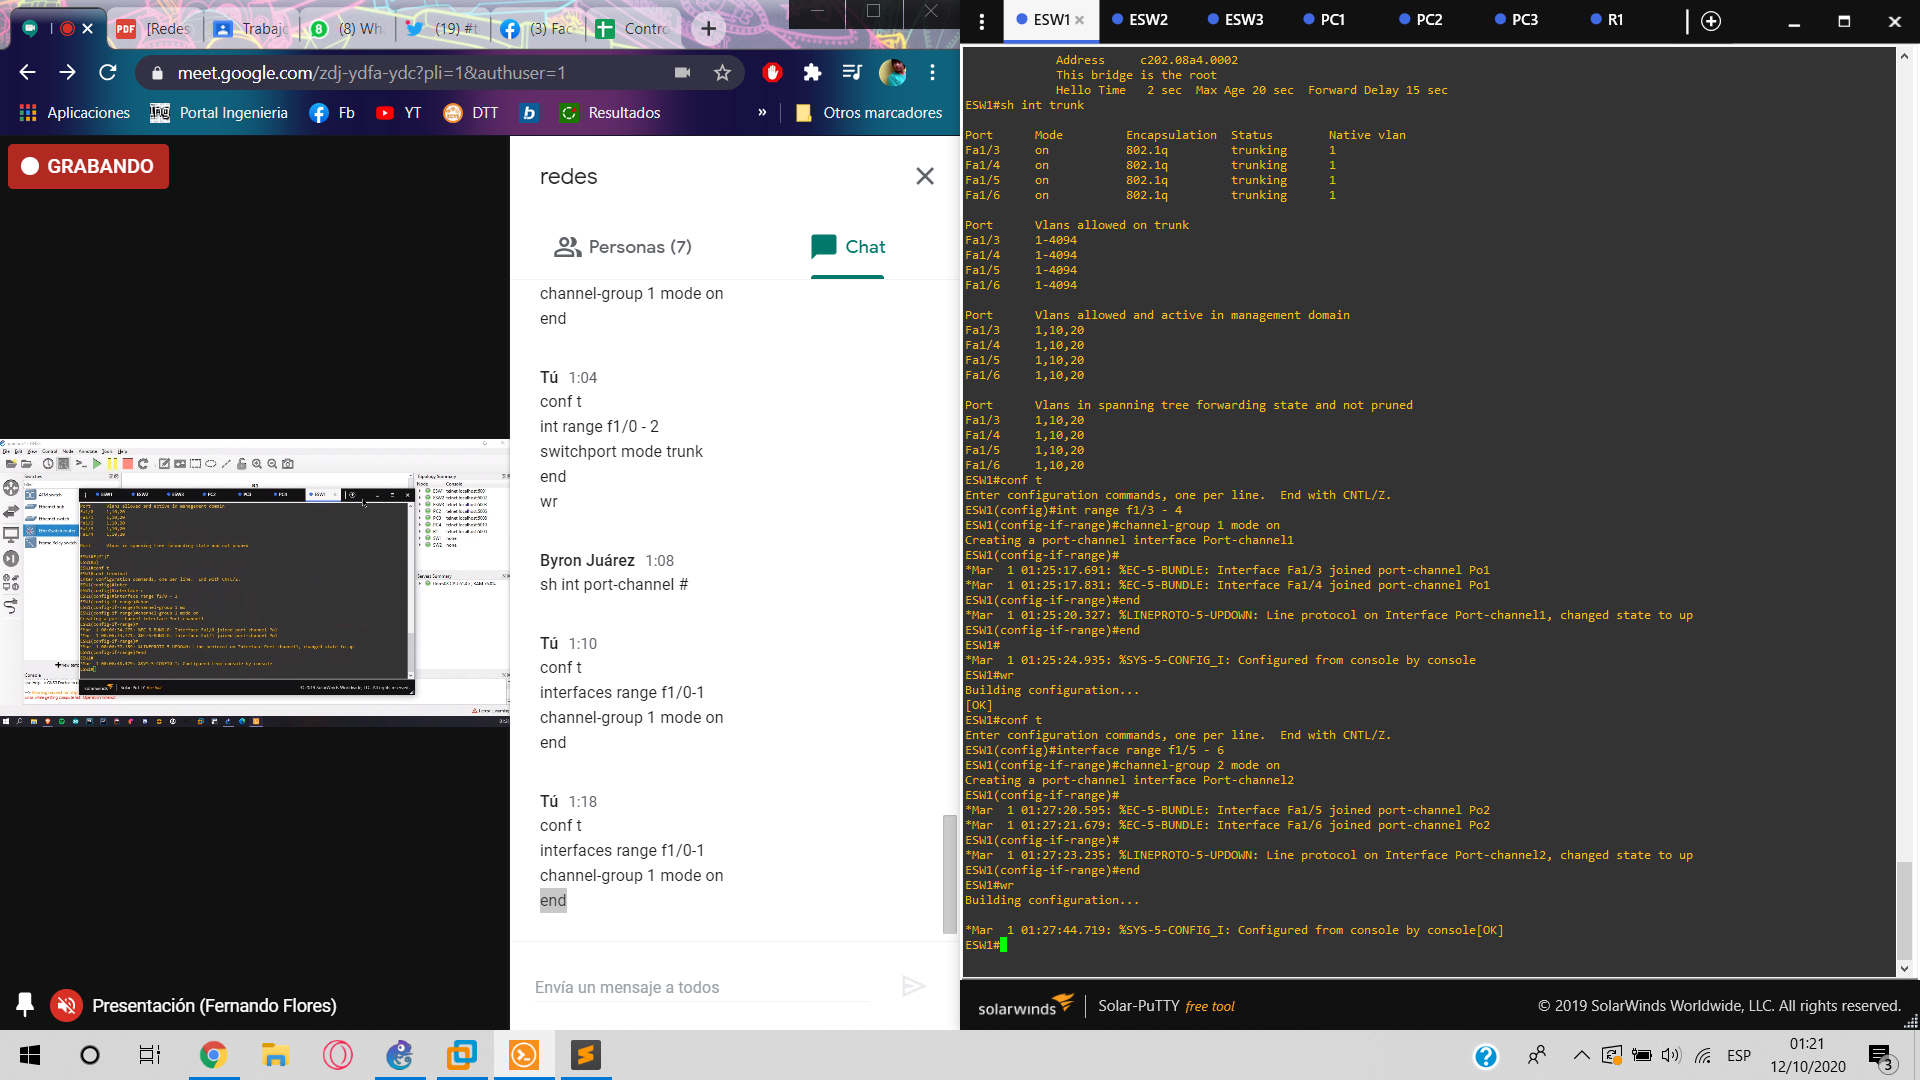 [Redes
Trabajo
(8) Wh
(19) #t
(3) Fac
Contro
meet.google.com/zdj-ydfa-ydc?pli=1&authuser=1
Aplicaciones
Portal Ingenieria
Fb
YT
DTT
Resultados
»
Otros marcadores
GRABANDO
redes
Personas (7)
Chat
channel-group 1 mode on
end
Tú 1:04
conf t
int range f1/0 - 2
switchport mode trunk
end
wr
Byron Juárez 1:08
sh int port-channel #
Tú 1:10
conf t
interfaces range f1/0-1
channel-group 1 mode on
end
Tú 1:18
conf t
interfaces range f1/0-1
channel-group 1 mode on
end
Envía un mensaje a todos
Presentación (Fernando Flores)
ESW1
ESW2
ESW3
PC1
PC2
PC3
R1
Address c202.08a4.0002
This bridge is the root
Hello Time 2 sec Max Age 20 sec Forward Delay 15 sec
ESW1#sh int trunk
Port Mode Encapsulation Status Native vlan
Fa1/3 on 802.1q trunking 1
Fa1/4 on 802.1q trunking 1
Fa1/5 on 802.1q trunking 1
Fa1/6 on 802.1q trunking 1
Port Vlans allowed on trunk
Fa1/3 1-4094
Fa1/4 1-4094
Fa1/5 1-4094
Fa1/6 1-4094
Port Vlans allowed and active in management domain
Fa1/3 1,10,20
Fa1/4 1,10,20
Fa1/5 1,10,20
Fa1/6 1,10,20
Port Vlans in spanning tree forwarding state and not pruned
Fa1/3 1,10,20
Fa1/4 1,10,20
Fa1/5 1,10,20
Fa1/6 1,10,20
ESW1#conf t
Enter configuration commands, one per line. End with CNTL/Z.
ESW1(config)#int range f1/3 - 4
ESW1(config-if-range)#channel-group 1 mode on
Creating a port-channel interface Port-channel1
ESW1(config-if-range)#
*Mar 1 01:25:17.691: %EC-5-BUNDLE: Interface Fa1/3 joined port-channel Po1
*Mar 1 01:25:17.831: %EC-5-BUNDLE: Interface Fa1/4 joined port-channel Po1
ESW1(config-if-range)#end
*Mar 1 01:25:20.327: %LINEPROTO-5-UPDOWN: Line protocol on Interface Port-channel1, changed state to up
ESW1(config-if-range)#end
ESW1#
*Mar 1 01:25:24.935: %SYS-5-CONFIG_I: Configured from console by console
ESW1#wr
Building configuration...
[OK]
ESW1#conf t
Enter configuration commands, one per line. End with CNTL/Z.
ESW1(config)#interface range f1/5 - 6
ESW1(config-if-range)#channel-group 2 mode on
Creating a port-channel interface Port-channel2
ESW1(config-if-range)#
*Mar 1 01:27:20.595: %EC-5-BUNDLE: Interface Fa1/5 joined port-channel Po2
*Mar 1 01:27:21.679: %EC-5-BUNDLE: Interface Fa1/6 joined port-channel Po2
ESW1(config-if-range)#
*Mar 1 01:27:23.235: %LINEPROTO-5-UPDOWN: Line protocol on Interface Port-channel2, changed state to up
ESW1(config-if-range)#end
ESW1#wr
Building configuration...
*Mar 1 01:27:44.719: %SYS-5-CONFIG_I: Configured from console by console[OK]
ESW1#
solarwinds
Solar-PuTTY free tool
© 2019 SolarWinds Worldwide, LLC. All rights reserved.
ESP
01:21
12/10/2020
3